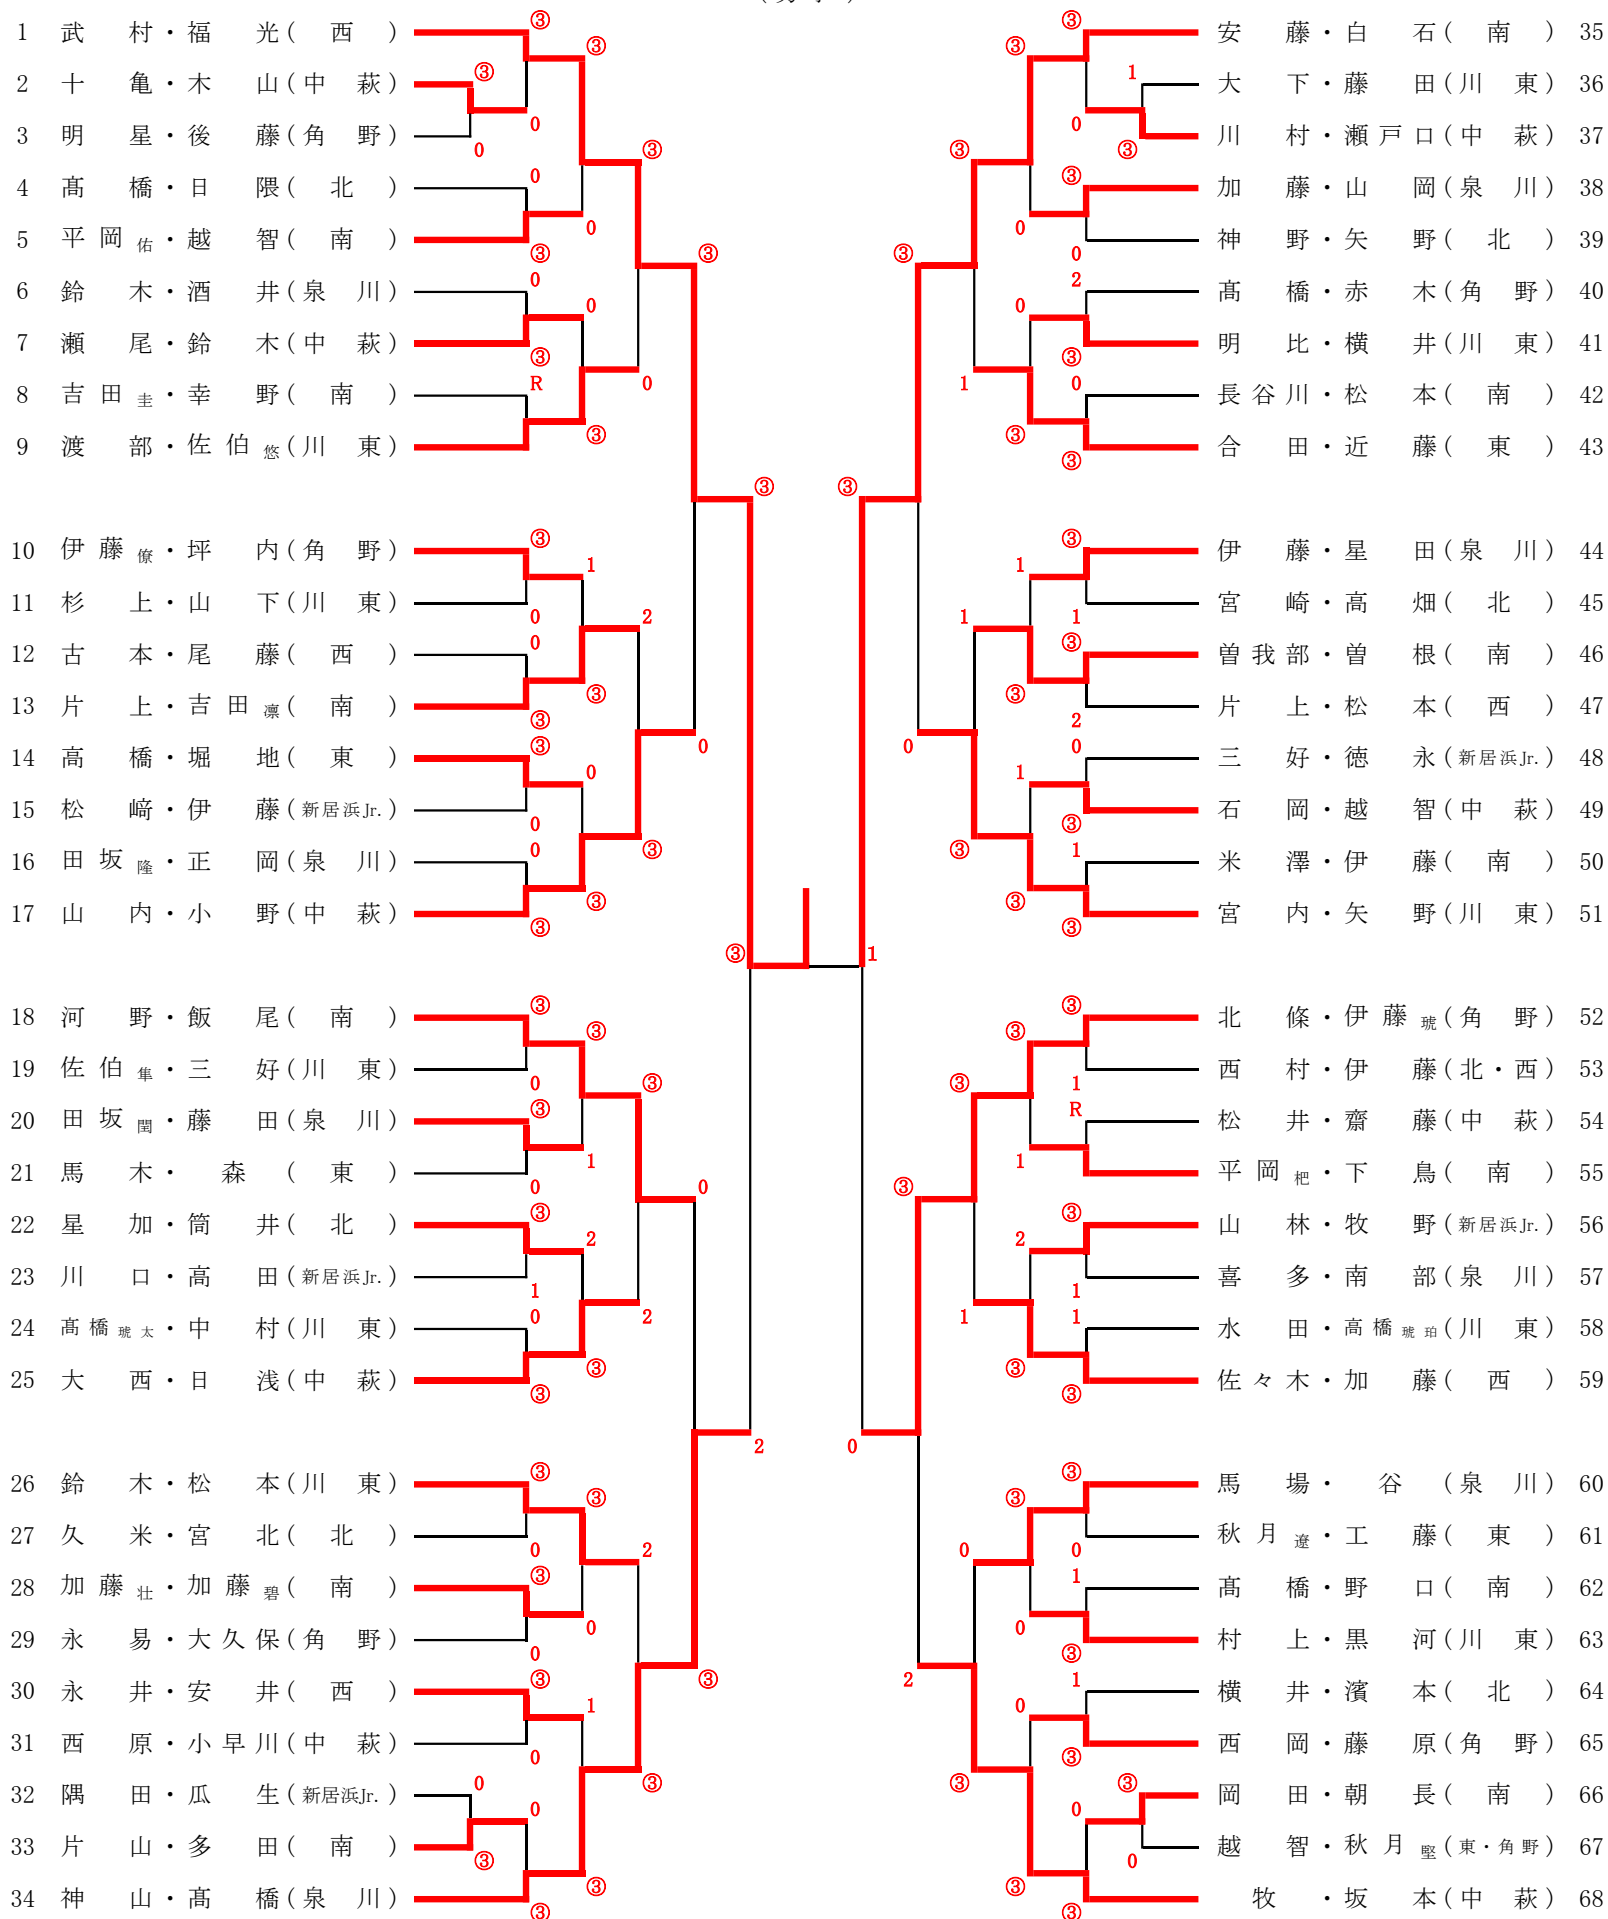 1 武村・福光(西)
2 十亀・木山(中萩)
3 明星・後藤(角野)
4 髙橋・日隈(北)
5 平岡佑・越智(南)
6 鈴木・酒井(泉川)
7 瀬尾・鈴木(中萩)
8 吉田圭・幸野(南)
9 渡部・佐伯悠(川東)
10 伊藤僚・坪内(角野)
11 杉上・山下(川東)
12 古本・尾藤(西)
13 片上・吉田凛(南)
14 高橋・堀地(東)
15 松﨑・伊藤(新居浜Jr.)
16 田坂隆・正岡(泉川)
17 山内・小野(中萩)
18 河野・飯尾(南)
19 佐伯隼・三好(川東)
20 田坂閏・藤田(泉川)
21 馬木・森(東)
22 星加・筒井(北)
23 川口・高田(新居浜Jr.)
24 髙橋琥太・中村(川東)
25 大西・日浅(中萩)
26 鈴木・松本(川東)
27 久米・宮北(北)
28 加藤壮・加藤碧(南)
29 永易・大久保(角野)
30 永井・安井(西)
31 西原・小早川(中萩)
32 隅田・瓜生(新居浜Jr.)
33 片山・多田(南)
34 神山・髙橋(泉川)
安藤・白石(南) 35
大下・藤田(川東) 36
川村・瀬戸口(中萩) 37
加藤・山岡(泉川) 38
神野・矢野(北) 39
髙橋・赤木(角野) 40
明比・横井(川東) 41
長谷川・松本(南) 42
合田・近藤(東) 43
伊藤・星田(泉川) 44
宮崎・高畑(北) 45
曽我部・曽根(南) 46
片上・松本(西) 47
三好・徳永(新居浜Jr.) 48
石岡・越智(中萩) 49
米澤・伊藤(南) 50
宮内・矢野(川東) 51
北條・伊藤琥(角野) 52
西村・伊藤(北・西) 53
松井・齋藤(中萩) 54
平岡杷・下鳥(南) 55
山林・牧野(新居浜Jr.) 56
喜多・南部(泉川) 57
水田・高橋琥珀(川東) 58
佐々木・加藤(西) 59
馬場・谷(泉川) 60
秋月遼・工藤(東) 61
髙橋・野口(南) 62
村上・黒河(川東) 63
横井・濱本(北) 64
西岡・藤原(角野) 65
岡田・朝長(南) 66
越智・秋月堅(東・角野) 67
牧・坂本(中萩) 68